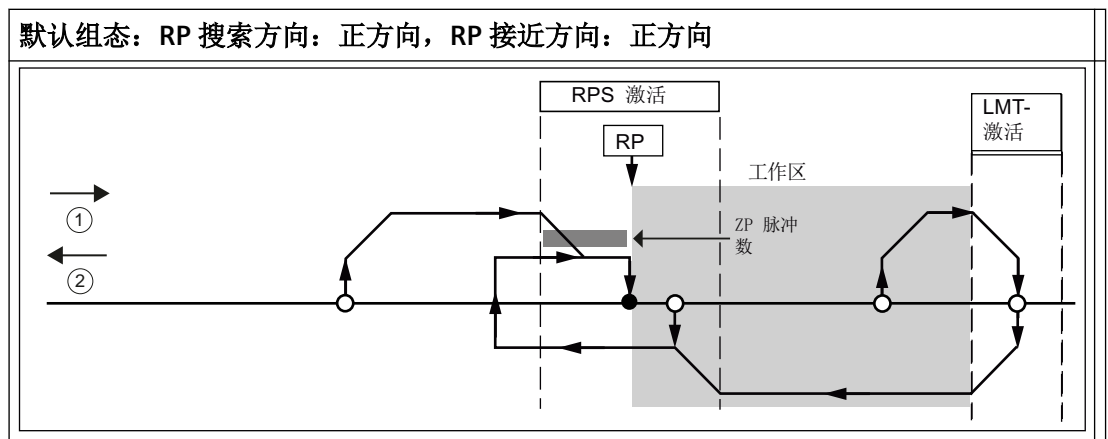 默认组态：RP 搜索方向：正方向，RP 接近方向：正方向
RPS 激活
LMT-
激活
RP
工作区
①
ZP 脉冲
数
②